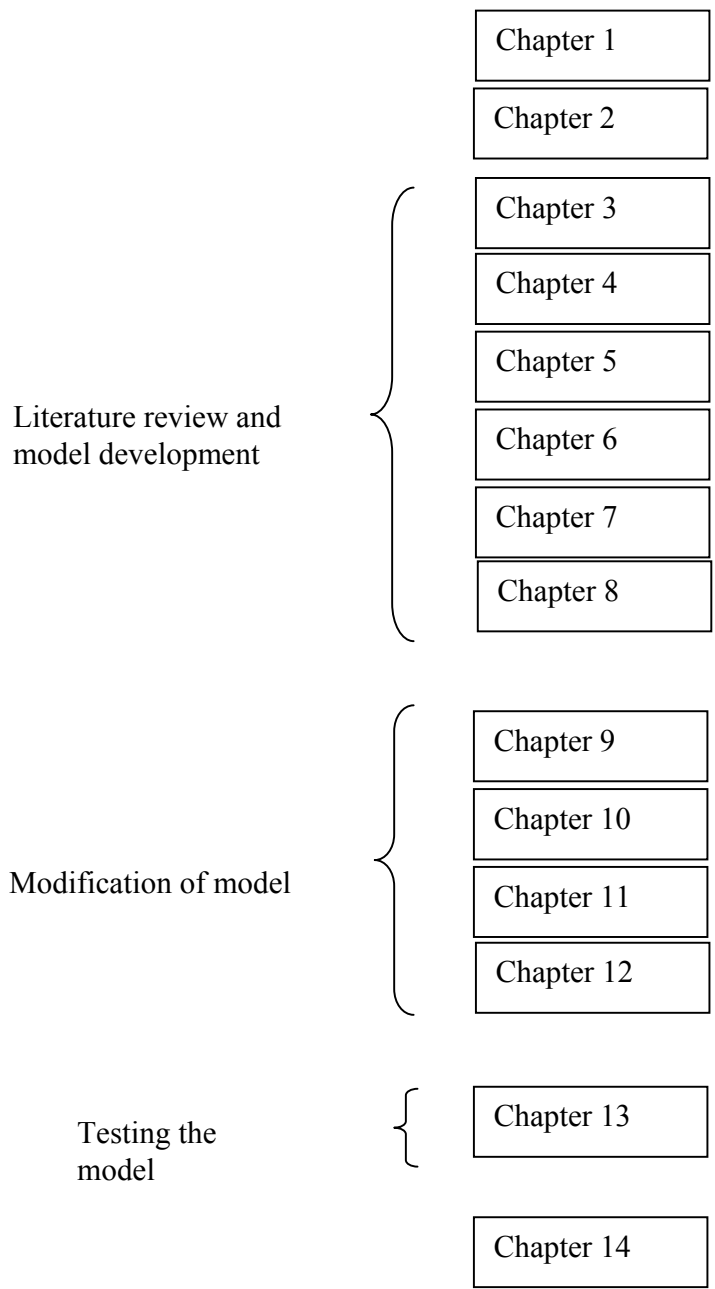 Chapter 1
Chapter 2
Chapter 3
Chapter 4
Chapter 5
Literature review and
model development
Chapter 6
Chapter 7
Chapter 8
Chapter 9
Chapter 10
Modification of model
Chapter 11
Chapter 12
Chapter 13
Testing the
model
Chapter 14